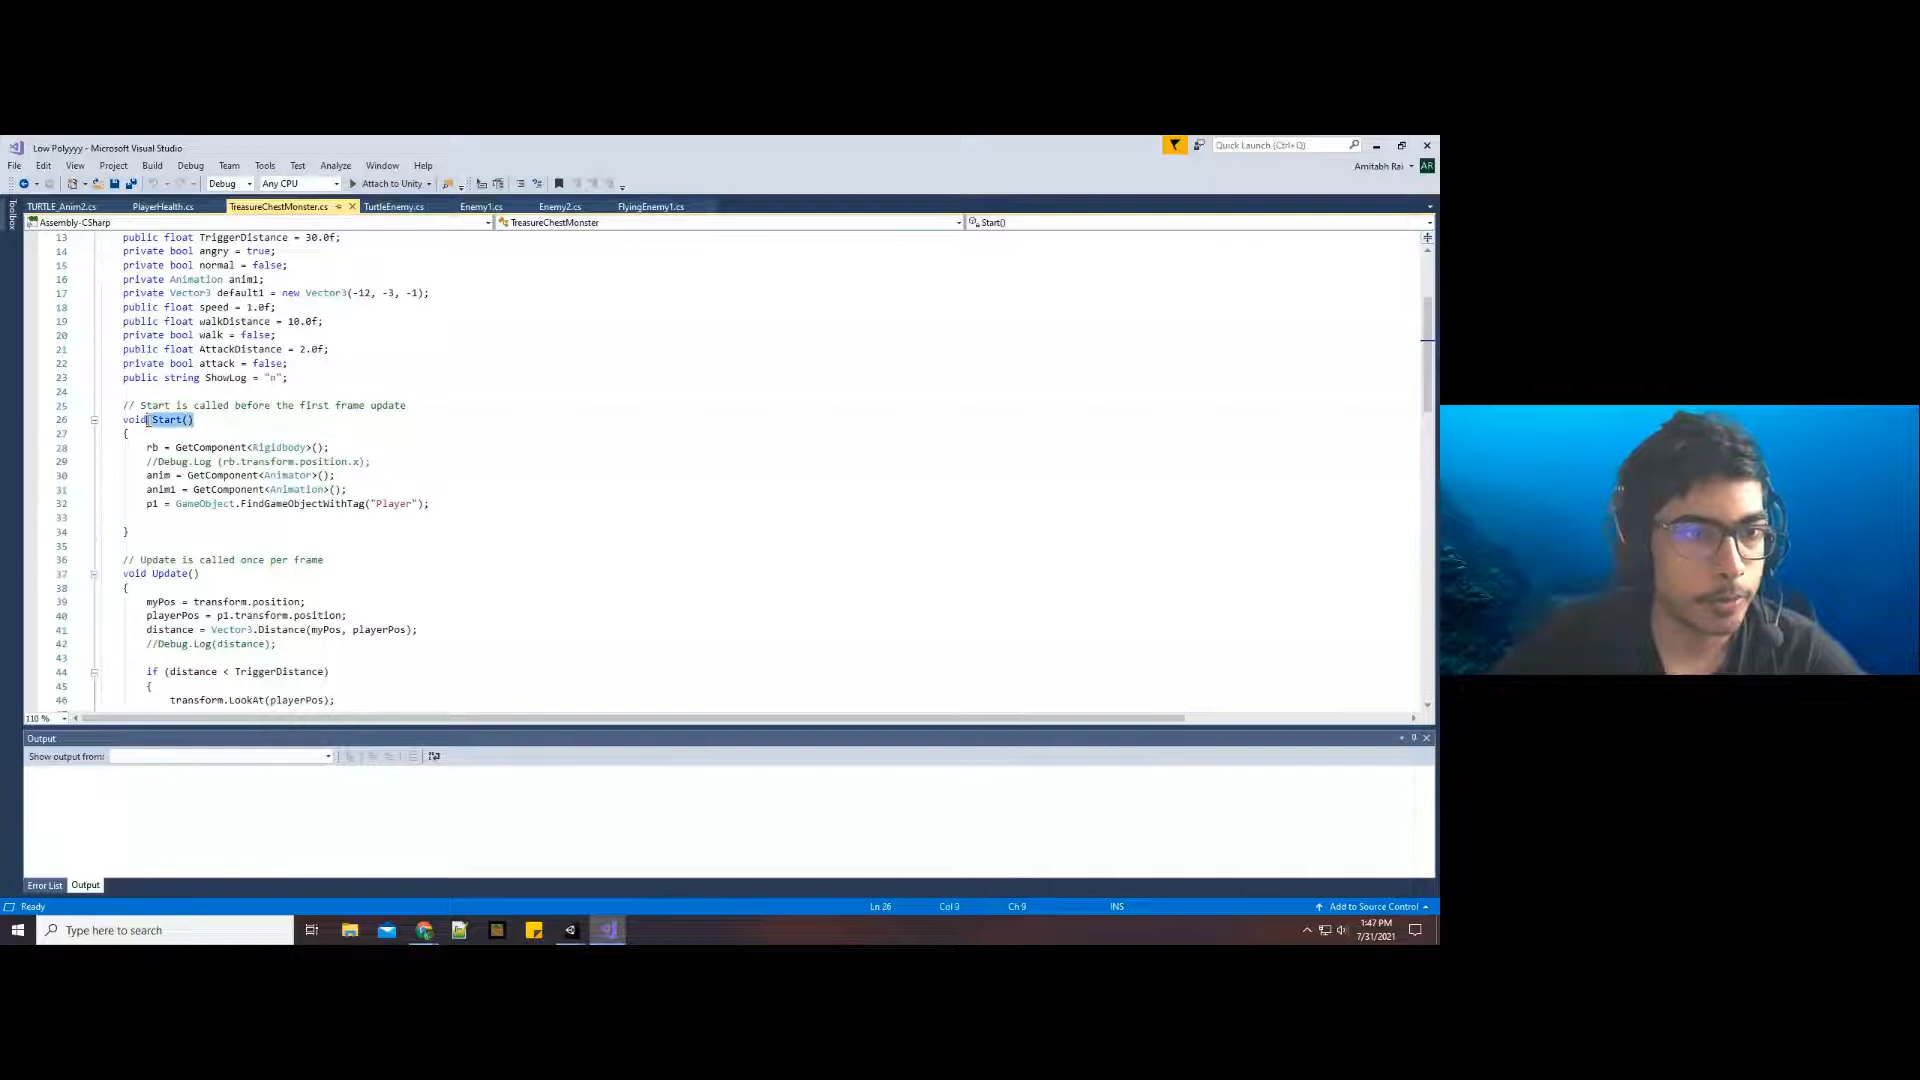 Low Polyyyy - Microsoft Visual Studio
Quick Launch (Ctrl+Q)
File Edit View Project Build Debug Team Tools Test Analyze Window Help
Amitabh Rai AR
Debug Any CPU Attach to Unity
Toolbox
TURTLE_Anim2.cs PlayerHealth.cs TreasureChestMonster.cs TurtleEnemy.cs Enemy1.cs Enemy2.cs FlyingEnemy1.cs
Assembly-CSharp TreasureChestMonster Start()
13 public float TriggerDistance = 30.0f;
14 private bool angry = true;
15 private bool normal = false;
16 private Animation anim1;
17 private Vector3 default1 = new Vector3(-12, -3, -1);
18 public float speed = 1.0f;
19 public float walkDistance = 10.0f;
20 private bool walk = false;
21 public float AttackDistance = 2.0f;
22 private bool attack = false;
23 public string ShowLog = "n";
24
25 // Start is called before the first frame update
26 void Start()
27 {
28 rb = GetComponent<Rigidbody>();
29 //Debug.Log (rb.transform.position.x);
30 anim = GetComponent<Animator>();
31 anim1 = GetComponent<Animation>();
32 p1 = GameObject.FindGameObjectWithTag("Player");
33
34 }
35
36 // Update is called once per frame
37 void Update()
38 {
39 myPos = transform.position;
40 playerPos = p1.transform.position;
41 distance = Vector3.Distance(myPos, playerPos);
42 //Debug.Log(distance);
43
44 if (distance < TriggerDistance)
45 {
46 transform.LookAt(playerPos);
110 %
Output
Show output from:
Error List Output
Ready Ln 26 Col 9 Ch 9 INS Add to Source Control
Type here to search
1:47 PM
7/31/2021